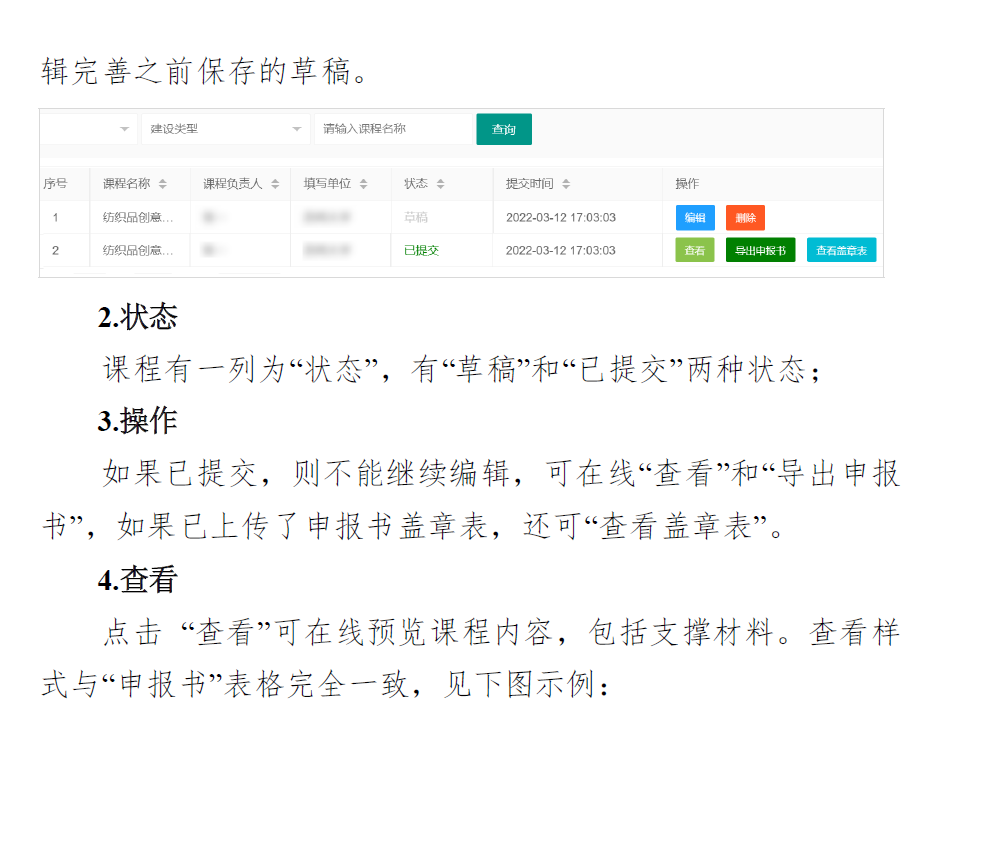 辑完善之前保存的草稿。
建设类型 请输入课程名称 查询
序号 课程名称 课程负责人 填写单位 状态 提交时间 操作
1 纺织品创意... 草稿 2022-03-12 17:03:03 编辑 删除
2 纺织品创意... 已提交 2022-03-12 17:03:03 查看 导出申报书 查看盖章表
2.状态
课程有一列为“状态”，有“草稿”和“已提交”两种状态；
3.操作
如果已提交，则不能继续编辑，可在线“查看”和“导出申报
书”，如果已上传了申报书盖章表，还可“查看盖章表”。
4.查看
点击 “查看”可在线预览课程内容，包括支撑材料。查看样
式与“申报书”表格完全一致，见下图示例：